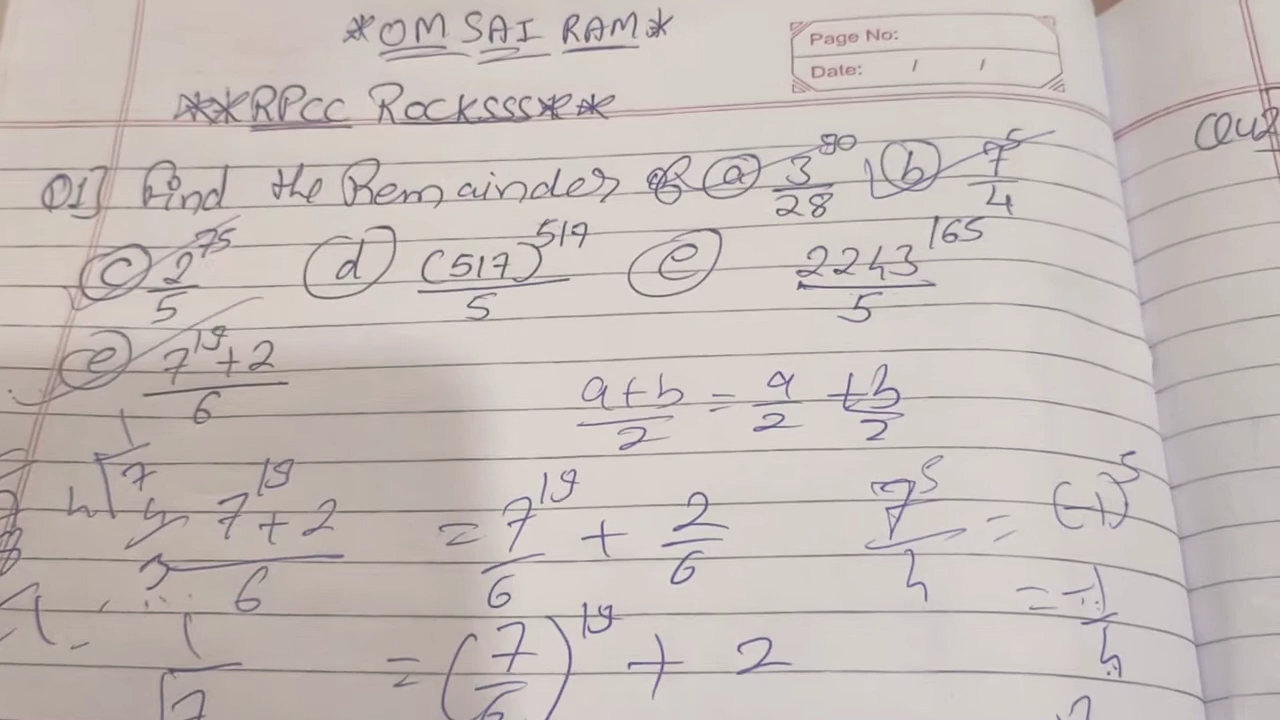 *OM SAI RAM*
Page No:
Date: / /
**RPCC Rocksss**
Q1] Find the Remainder of (a) 3^90/28, (b) 7^5/4
(c) 2^75/5 (d) (517)^517/5 (e) 2243^165/5
(e) 7^19+2/6
a+b/2 = a/2 + b/2
7^19+2/6 = 7^19/6 + 2/6
7^5/4 = (-1)^5
= -1/4
= (7/6)^19 + 2